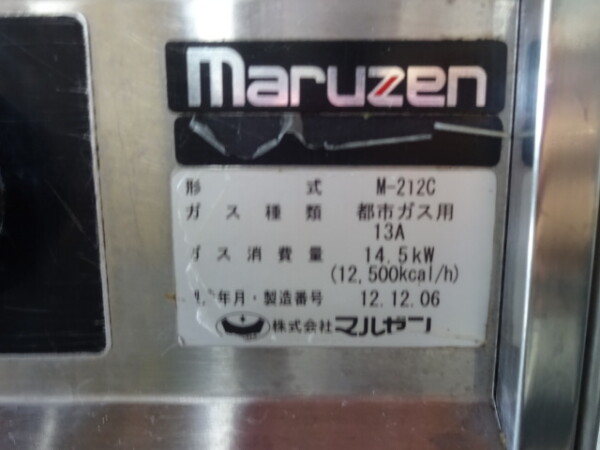 maruzen
形 式 M-212C
ガス種類 都市ガス用
13A
ガス消費量 14.5kW
(12,500kcal/h)
年月・製造番号 12.12.06
株式会社マルゼン